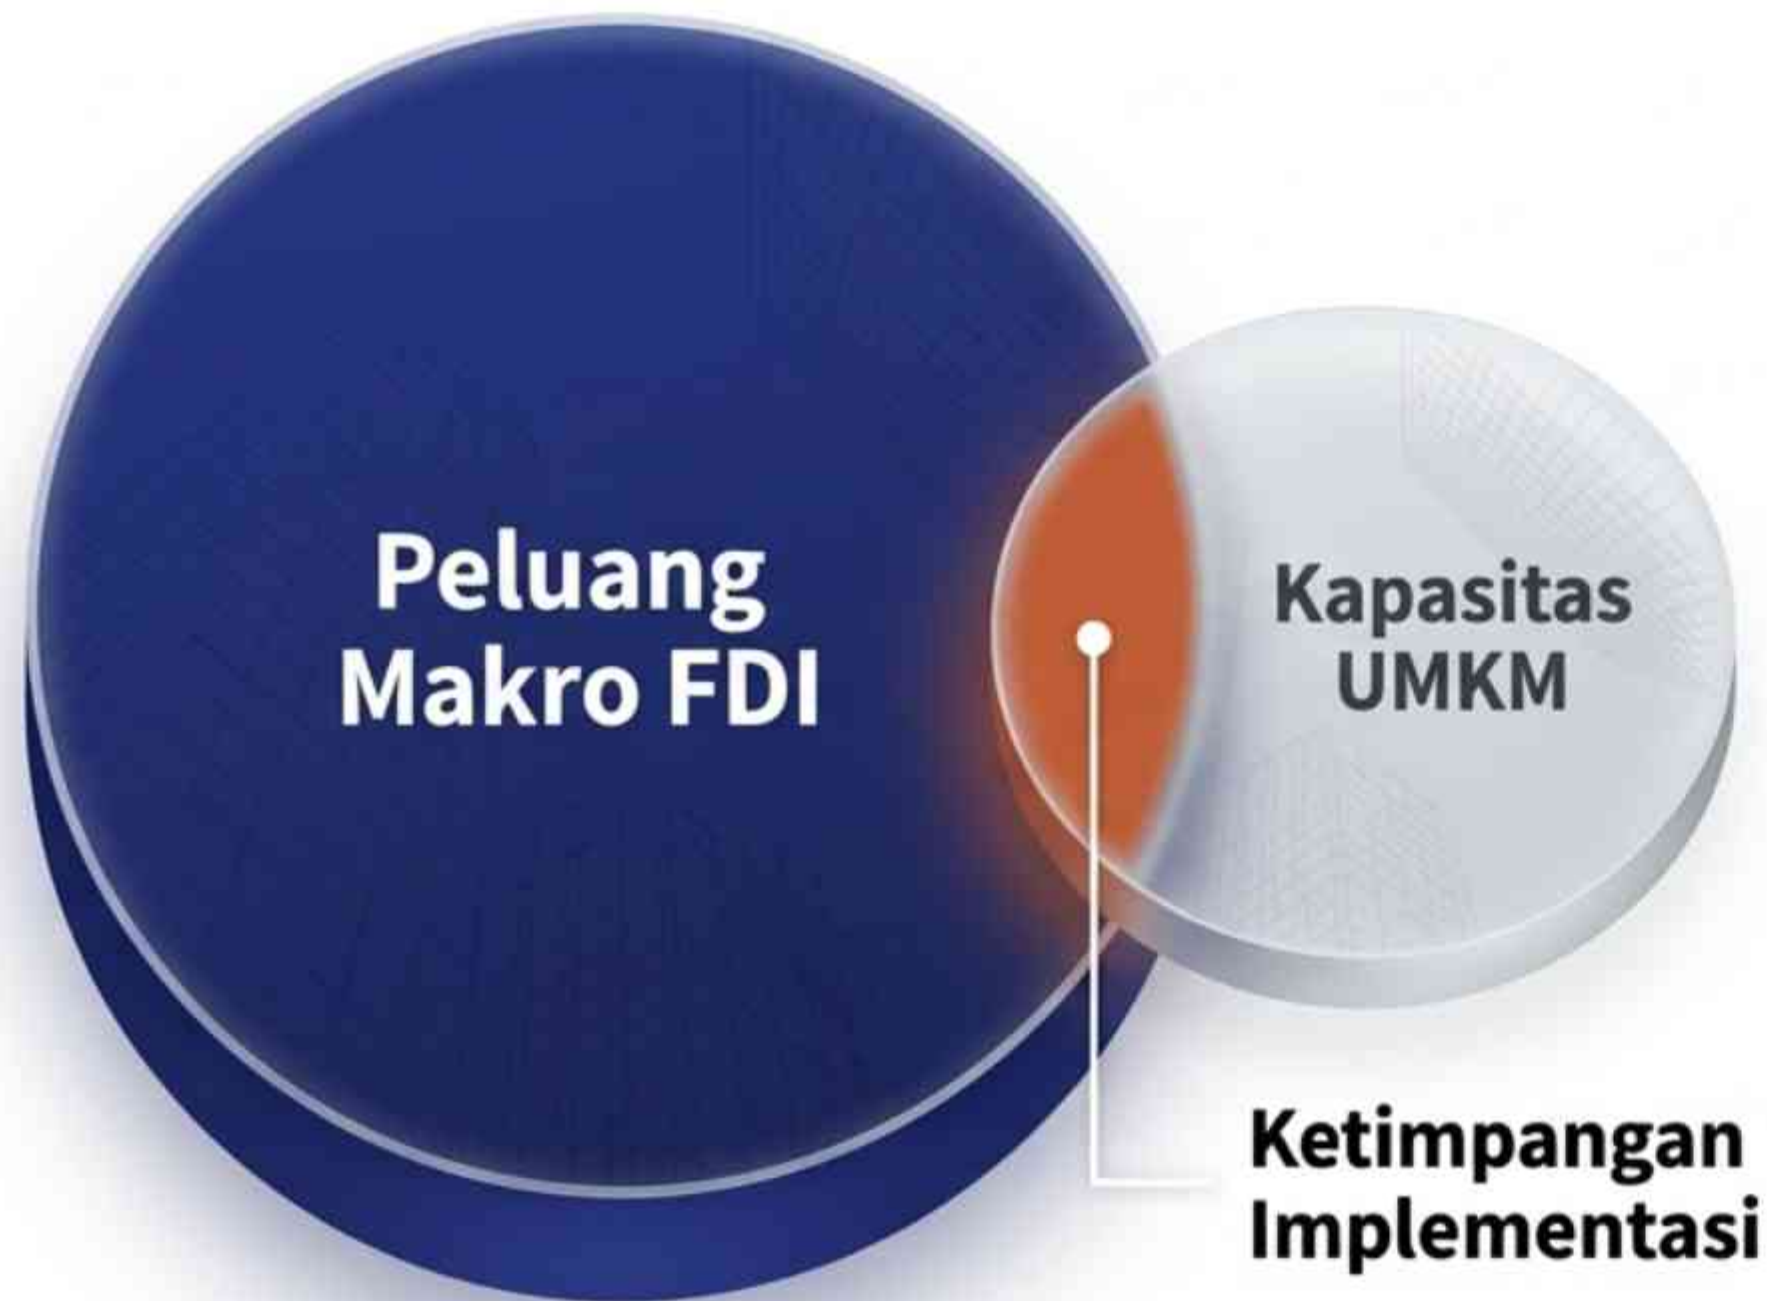 Peluang
Makro FDI
Kapasitas
UMKM
Ketimpangan
Implementasi